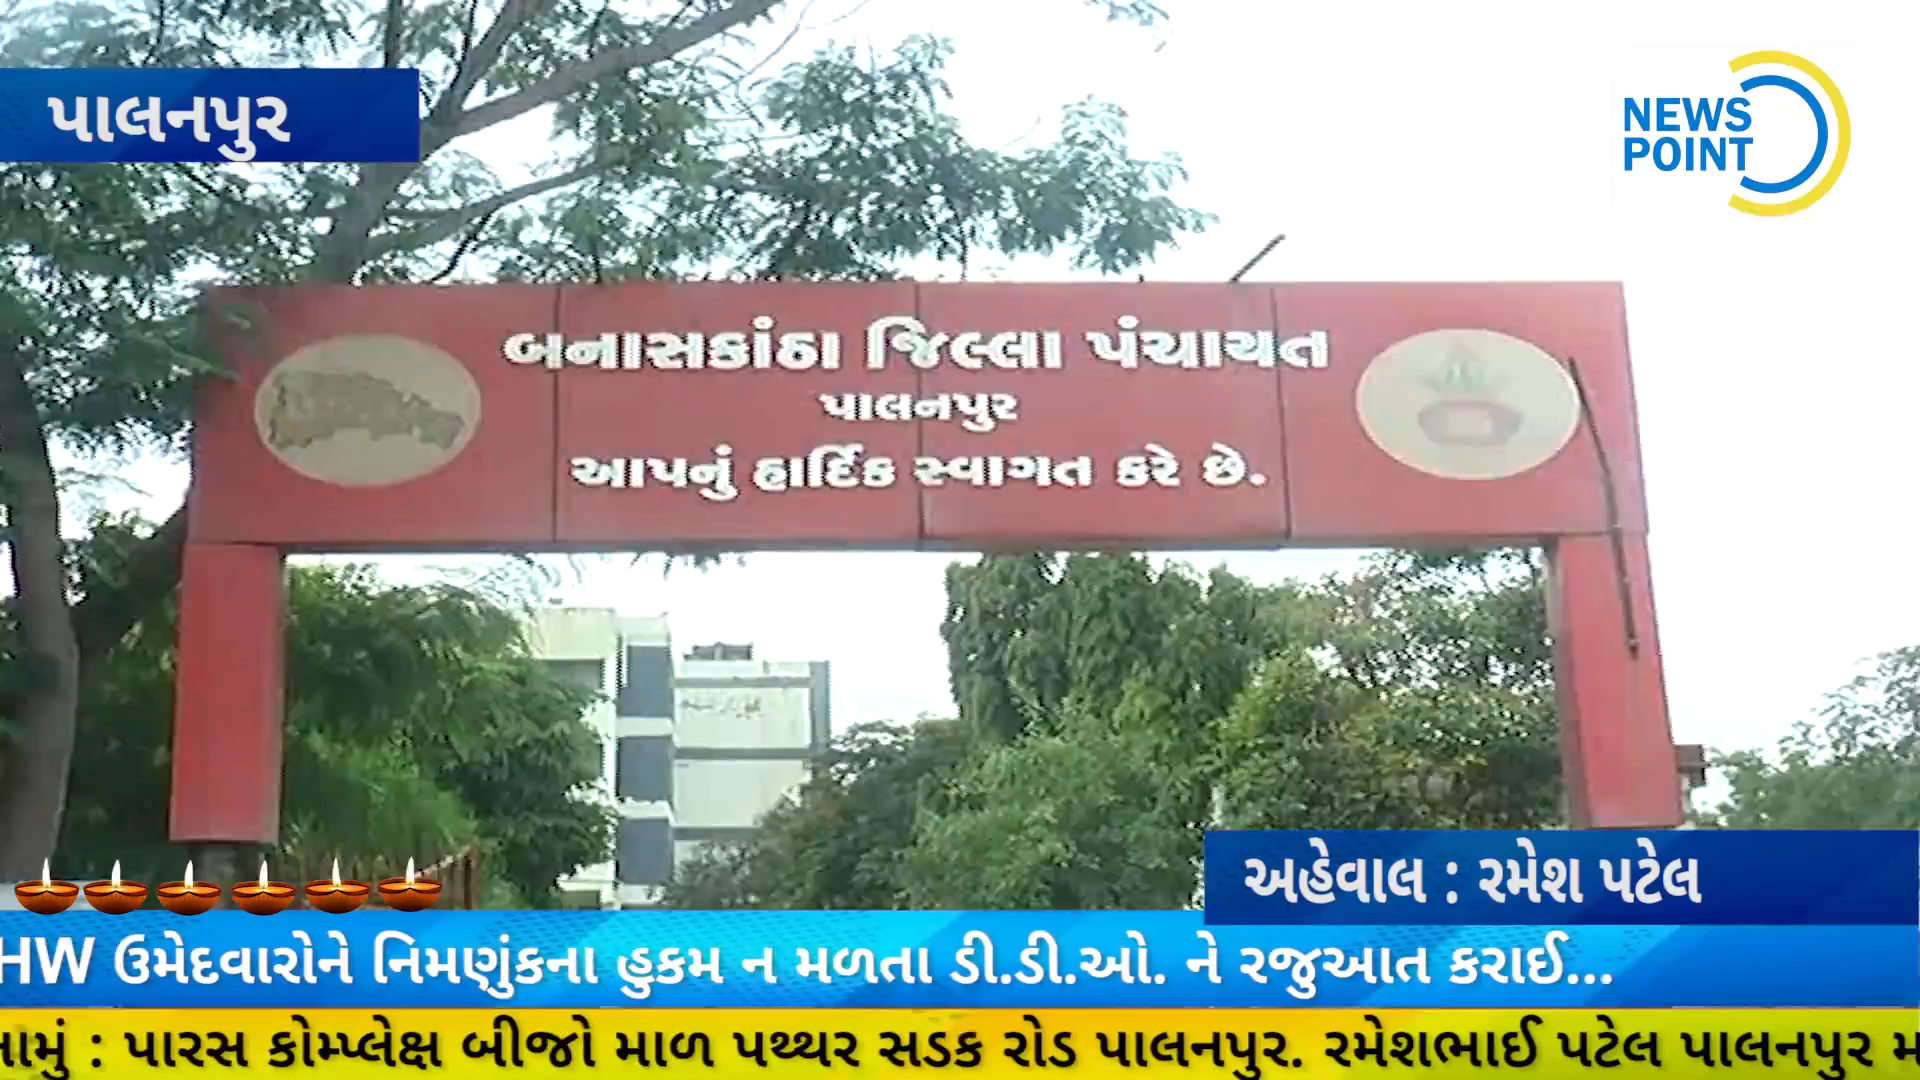 પાલનપુર
NEWS
POINT
બનાસકાંઠા જિલ્લા પંચાયત
પાલનપુર
આપનું હાર્દિક સ્વાગત કરે છે.
અહેવાલ : રમેશ પટેલ
HW ઉમેદવારોને નિમણુંકના હુકમ ન મળતા ડી.ડી.ઓ. ને રજુઆત કરાઈ...
: પારસ કોમ્પ્લેક્ષ બીજો માળ પથ્થર સડક રોડ પાલનપુર. રમેશભાઈ પટેલ પાલનપુર